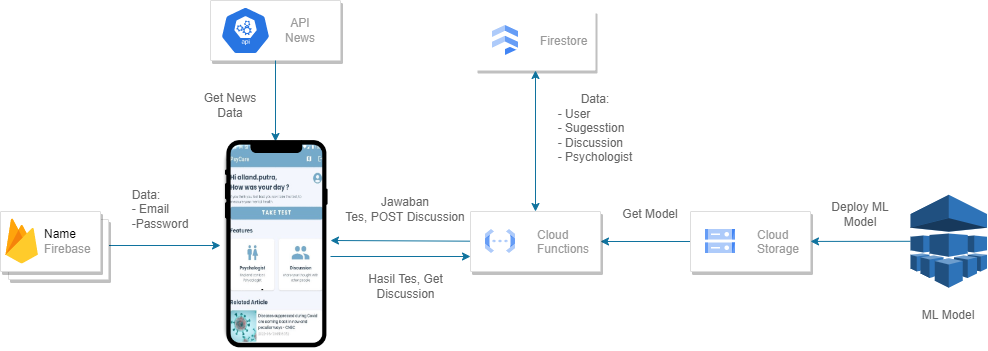 API
News
api
Firestore
Get News
Data
Data:
- User
- Sugesstion
- Discussion
- Psychologist
PsyCare
Hi alland.putra,
How was your day ?
TAKE TEST
Features
Psychologist
Discussion
Related Article
Data:
- Email
-Password
Name
Firebase
Jawaban
Tes, POST Discussion
Hasil Tes, Get
Discussion
Cloud
Functions
Get Model
Cloud
Storage
Deploy ML
Model
ML Model